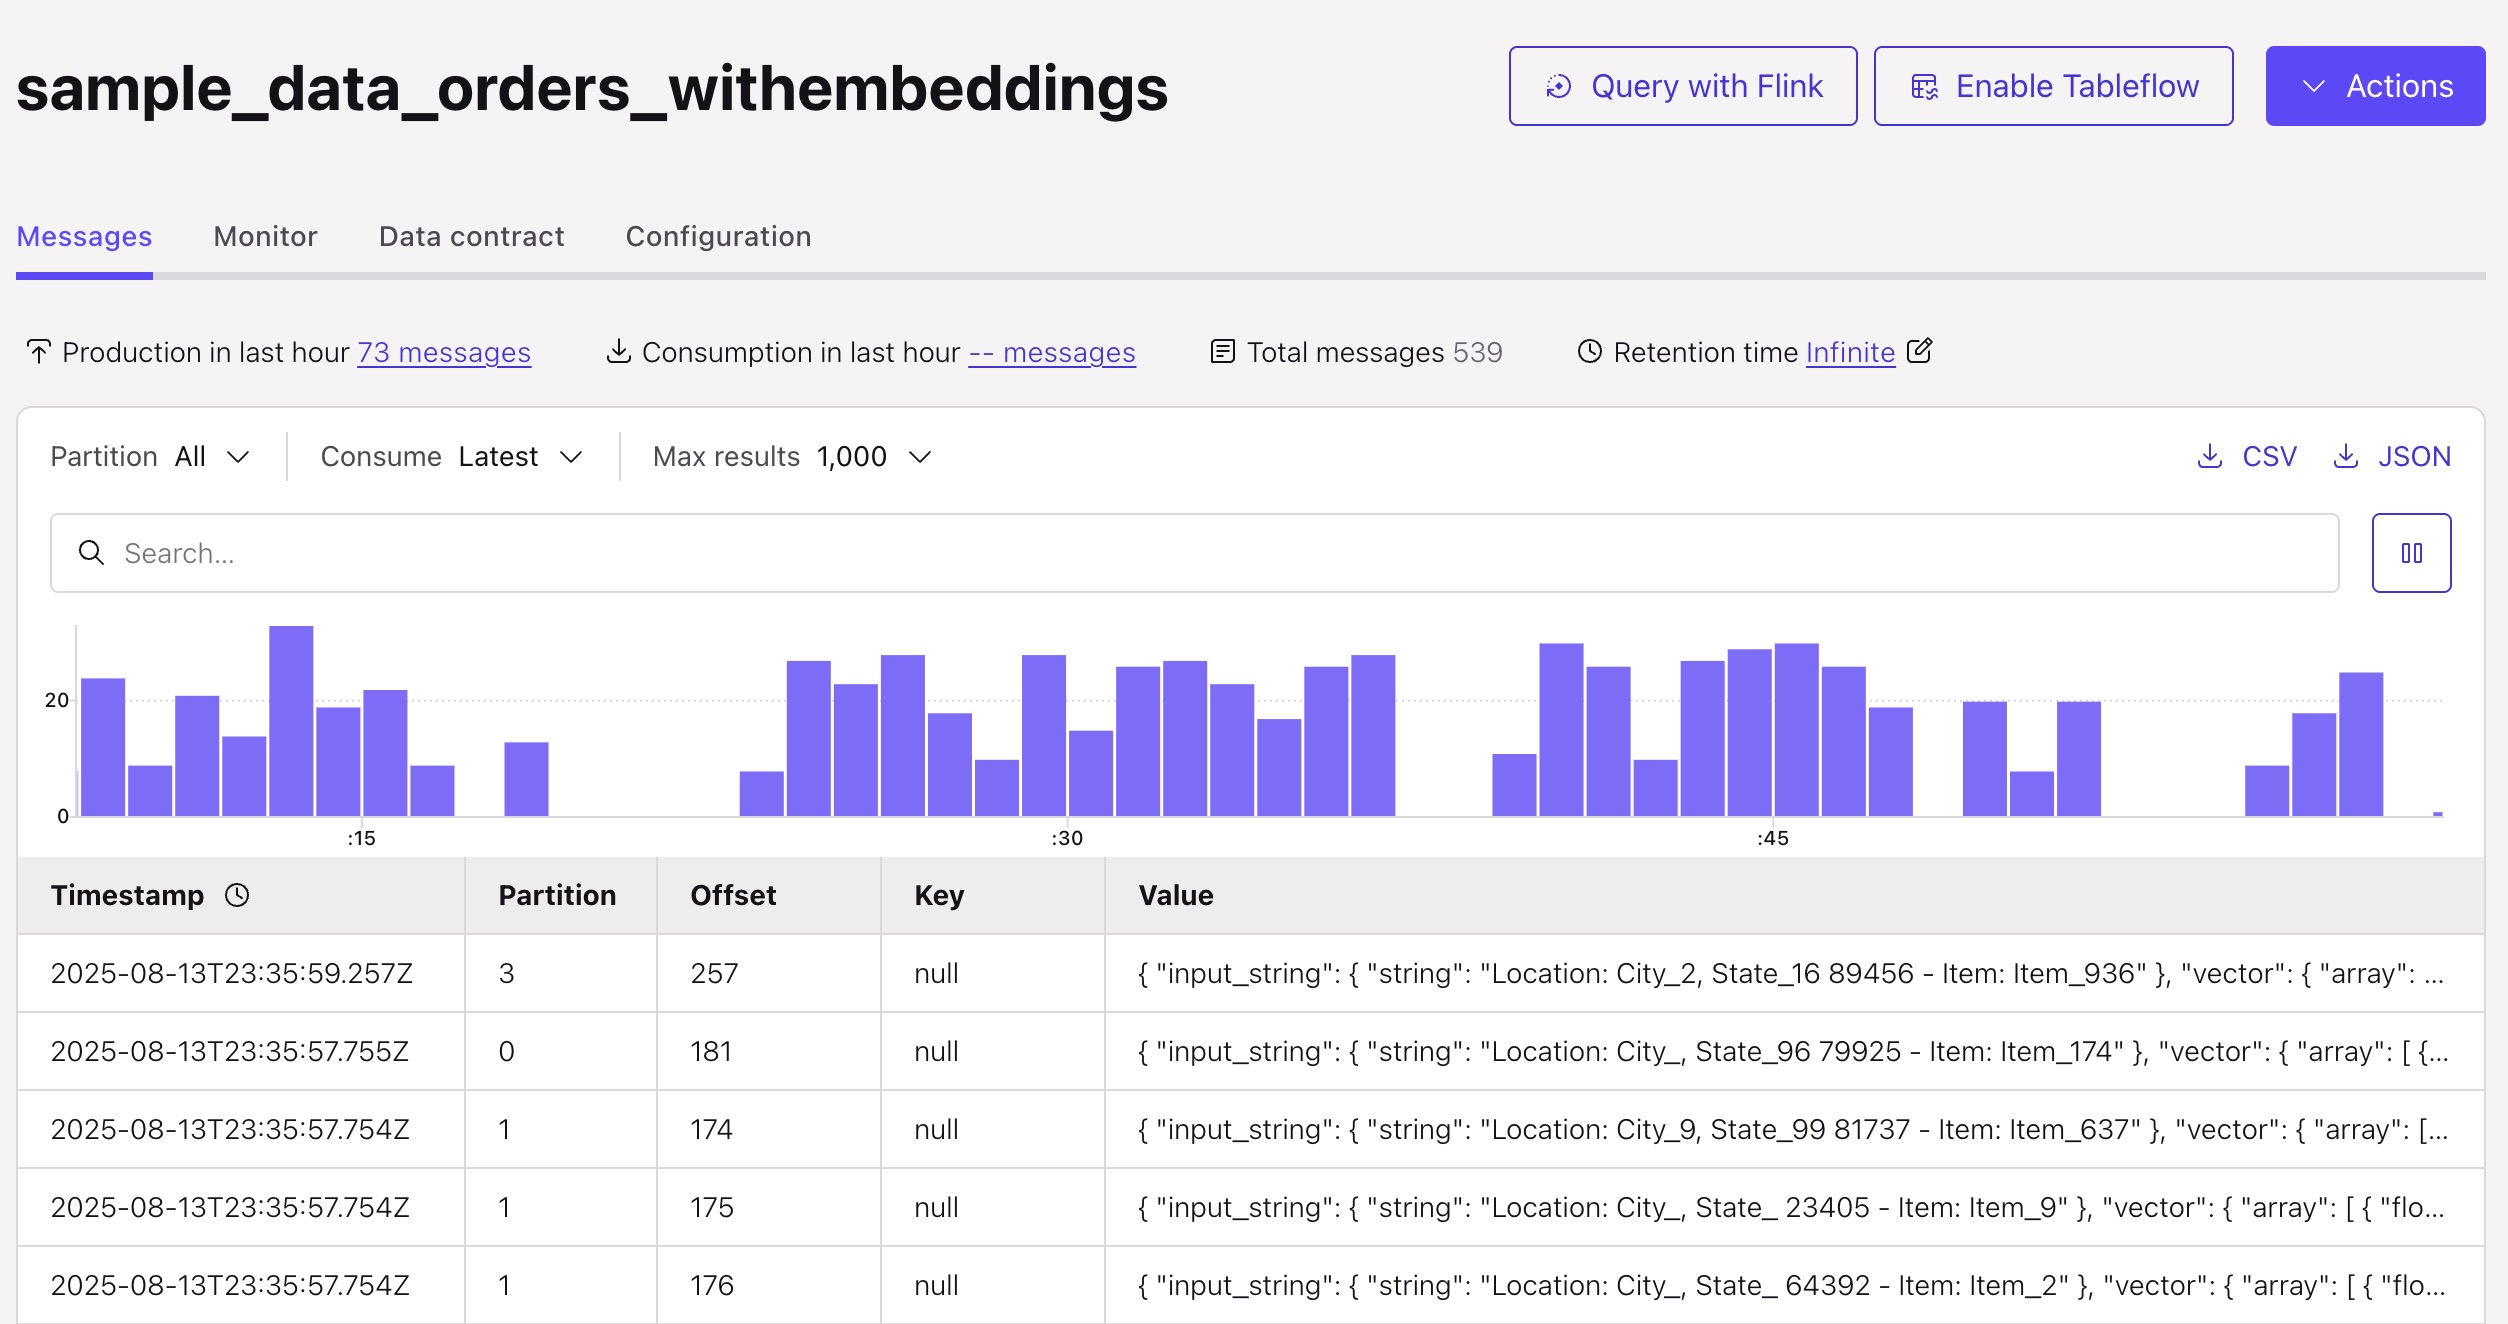 sample_data_orders_withembeddings
Query with Flink
Enable Tableflow
Actions
Messages
Monitor
Data contract
Configuration
Production in last hour 73 messages
Consumption in last hour -- messages
Total messages 539
Retention time Infinite
Partition All
Consume Latest
Max results 1,000
CSV
JSON
Search...
20
0
:15
:30
:45
Timestamp Partition Offset Key Value
2025-08-13T23:35:59.257Z 3 257 null { "input_string": { "string": "Location: City_2, State_16 89456 - Item: Item_936" }, "vector": { "array": ...
2025-08-13T23:35:57.755Z 0 181 null { "input_string": { "string": "Location: City_, State_96 79925 - Item: Item_174" }, "vector": { "array": [ {...
2025-08-13T23:35:57.754Z 1 174 null { "input_string": { "string": "Location: City_9, State_99 81737 - Item: Item_637" }, "vector": { "array": [...
2025-08-13T23:35:57.754Z 1 175 null { "input_string": { "string": "Location: City_, State_ 23405 - Item: Item_9" }, "vector": { "array": [ { "flo...
2025-08-13T23:35:57.754Z 1 176 null { "input_string": { "string": "Location: City_, State_ 64392 - Item: Item_2" }, "vector": { "array": [ { "flo...